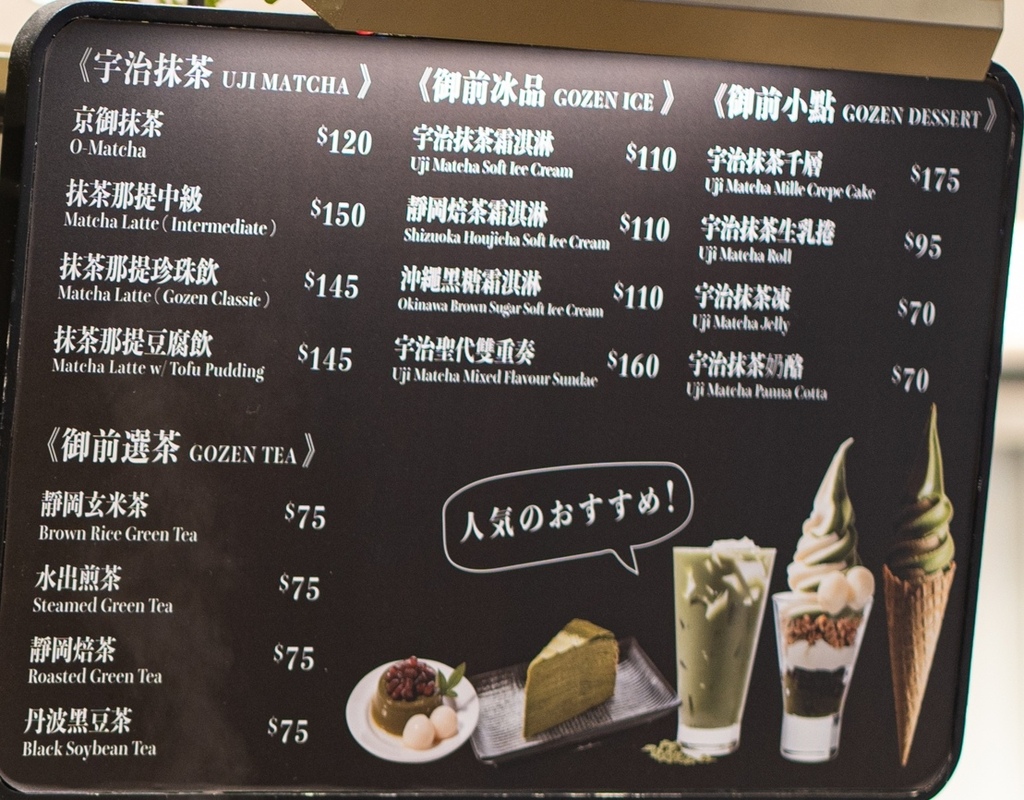 《宇治抹茶 UJI MATCHA》
京御抹茶 $120
O-Matcha
抹茶那提中級 $150
Matcha Latte (Intermediate)
抹茶那提珍珠飲 $145
Matcha Latte (Gozen Classic)
抹茶那提豆腐飲 $145
Matcha Latte w/ Tofu Pudding
《御前選茶 GOZEN TEA》
靜岡玄米茶 $75
Brown Rice Green Tea
水出煎茶 $75
Steamed Green Tea
靜岡焙茶 $75
Roasted Green Tea
丹波黑豆茶 $75
Black Soybean Tea
《御前冰品 GOZEN ICE》
宇治抹茶霜淇淋 $110
Uji Matcha Soft Ice Cream
靜岡焙茶霜淇淋 $110
Shizuoka Houjicha Soft Ice Cream
沖繩黑糖霜淇淋 $110
Okinawa Brown Sugar Soft Ice Cream
宇治聖代雙重奏 $160
Uji Matcha Mixed Flavour Sundae
《御前小點 GOZEN DESSERT》
宇治抹茶千層 $175
Uji Matcha Mille Crepe Cake
宇治抹茶生乳捲 $95
Uji Matcha Roll
宇治抹茶凍 $70
Uji Matcha Jelly
宇治抹茶奶酪 $70
Uji Matcha Panna Cotta
人気のおすすめ!